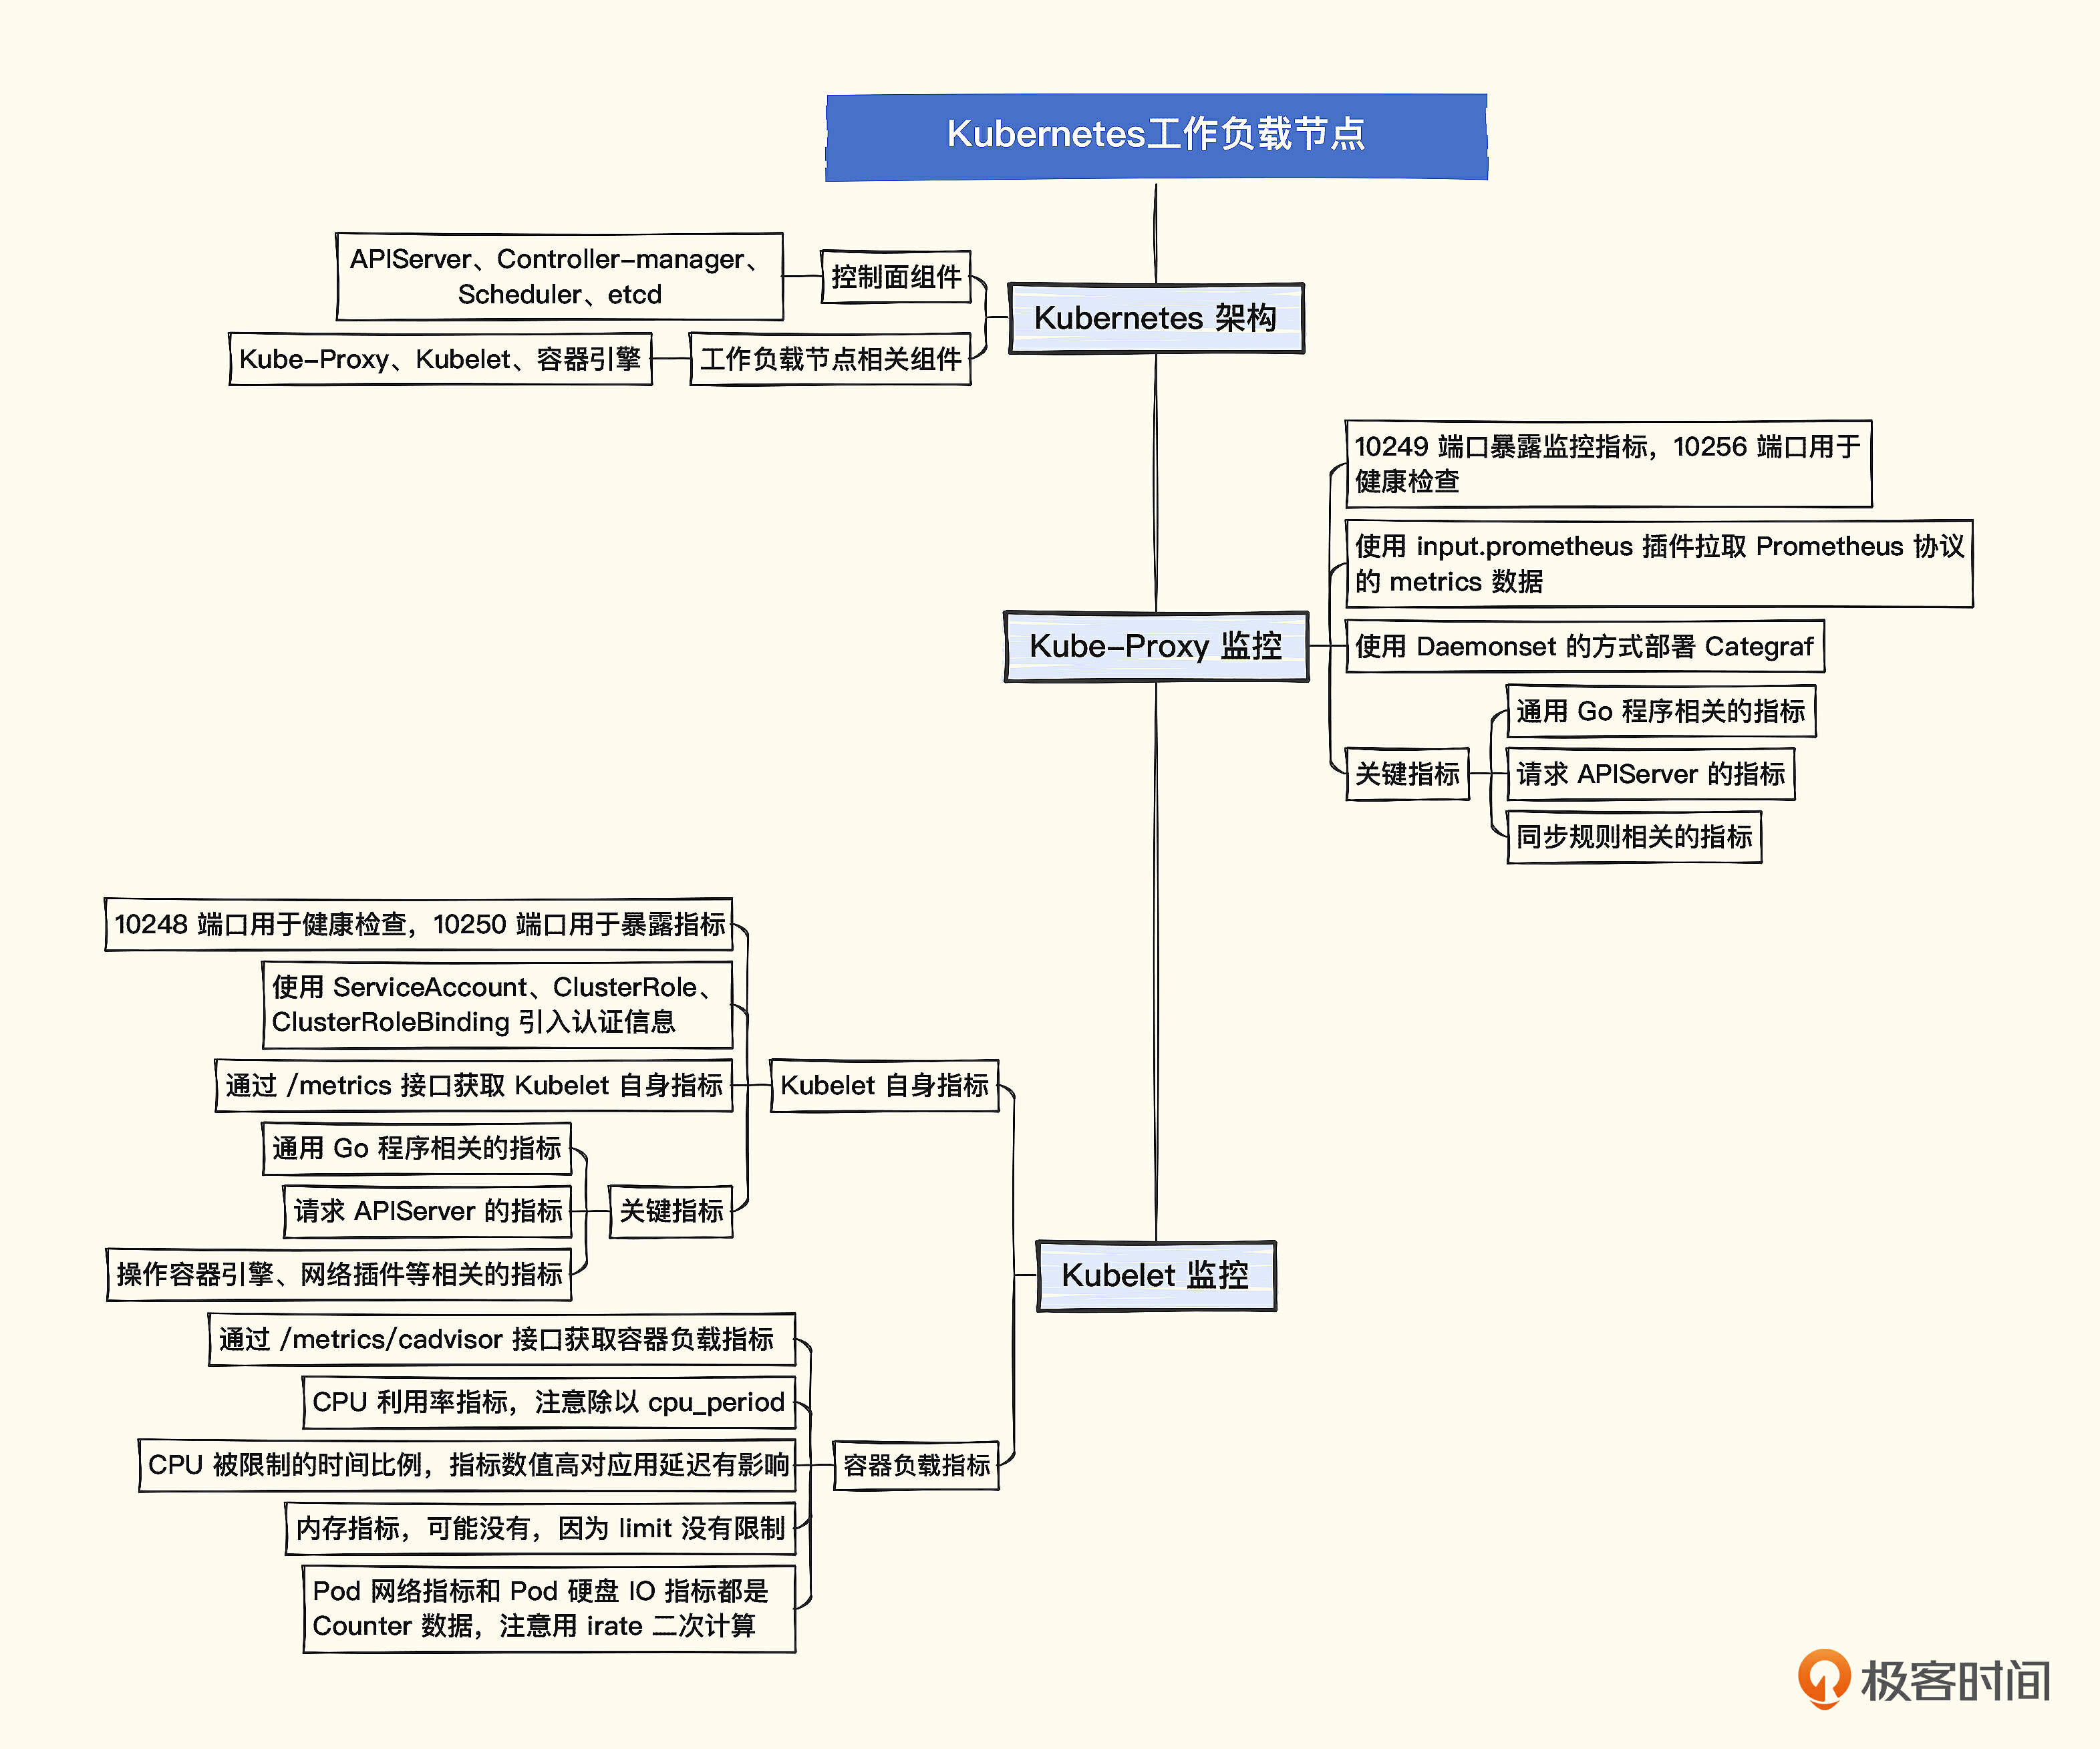 Kubernetes工作负载节点
APIServer、Controller-manager、
Scheduler、etcd
控制面组件
Kubernetes 架构
Kube-Proxy、Kubelet、容器引擎
工作负载节点相关组件
10249 端口暴露监控指标，10256 端口用于
健康检查
使用 input.prometheus 插件拉取 Prometheus 协议
的 metrics 数据
Kube-Proxy 监控
使用 Daemonset 的方式部署 Categraf
通用 Go 程序相关的指标
关键指标
请求 APIServer 的指标
同步规则相关的指标
10248 端口用于健康检查，10250 端口用于暴露指标
使用 ServiceAccount、ClusterRole、
ClusterRoleBinding 引入认证信息
通过 /metrics 接口获取 Kubelet 自身指标
Kubelet 自身指标
通用 Go 程序相关的指标
请求 APIServer 的指标
关键指标
操作容器引擎、网络插件等相关的指标
Kubelet 监控
通过 /metrics/cadvisor 接口获取容器负载指标
CPU 利用率指标，注意除以 cpu_period
CPU 被限制的时间比例，指标数值高对应用延迟有影响
容器负载指标
内存指标，可能没有，因为 limit 没有限制
Pod 网络指标和 Pod 硬盘 IO 指标都是
Counter 数据，注意用 irate 二次计算
极客时间